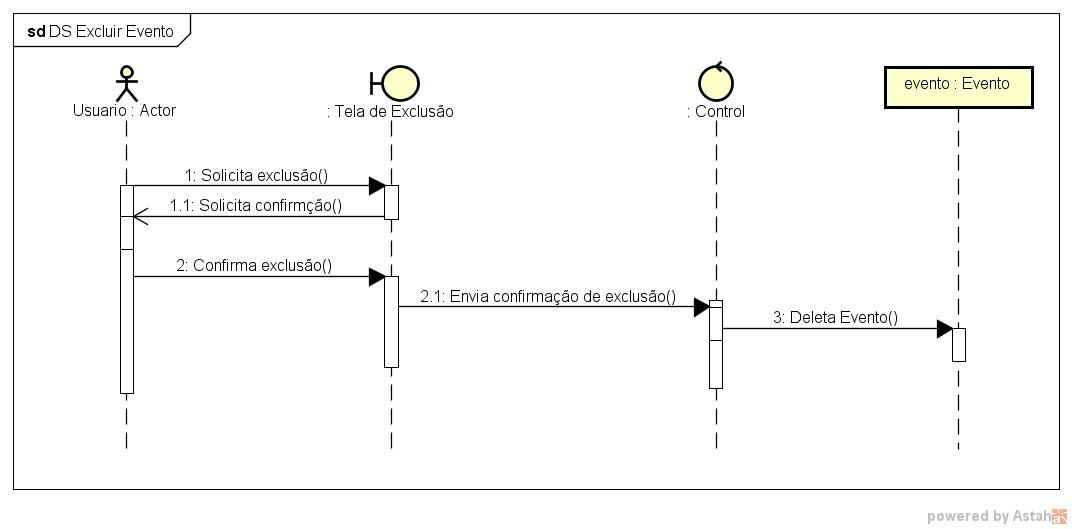 sd DS Excluir Evento
Usuario : Actor
: Tela de Exclusão
: Control
evento : Evento
1: Solicita exclusão()
1.1: Solicita confirmção()
2: Confirma exclusão()
2.1: Envia confirmação de exclusão()
3: Deleta Evento()
powered by Astah